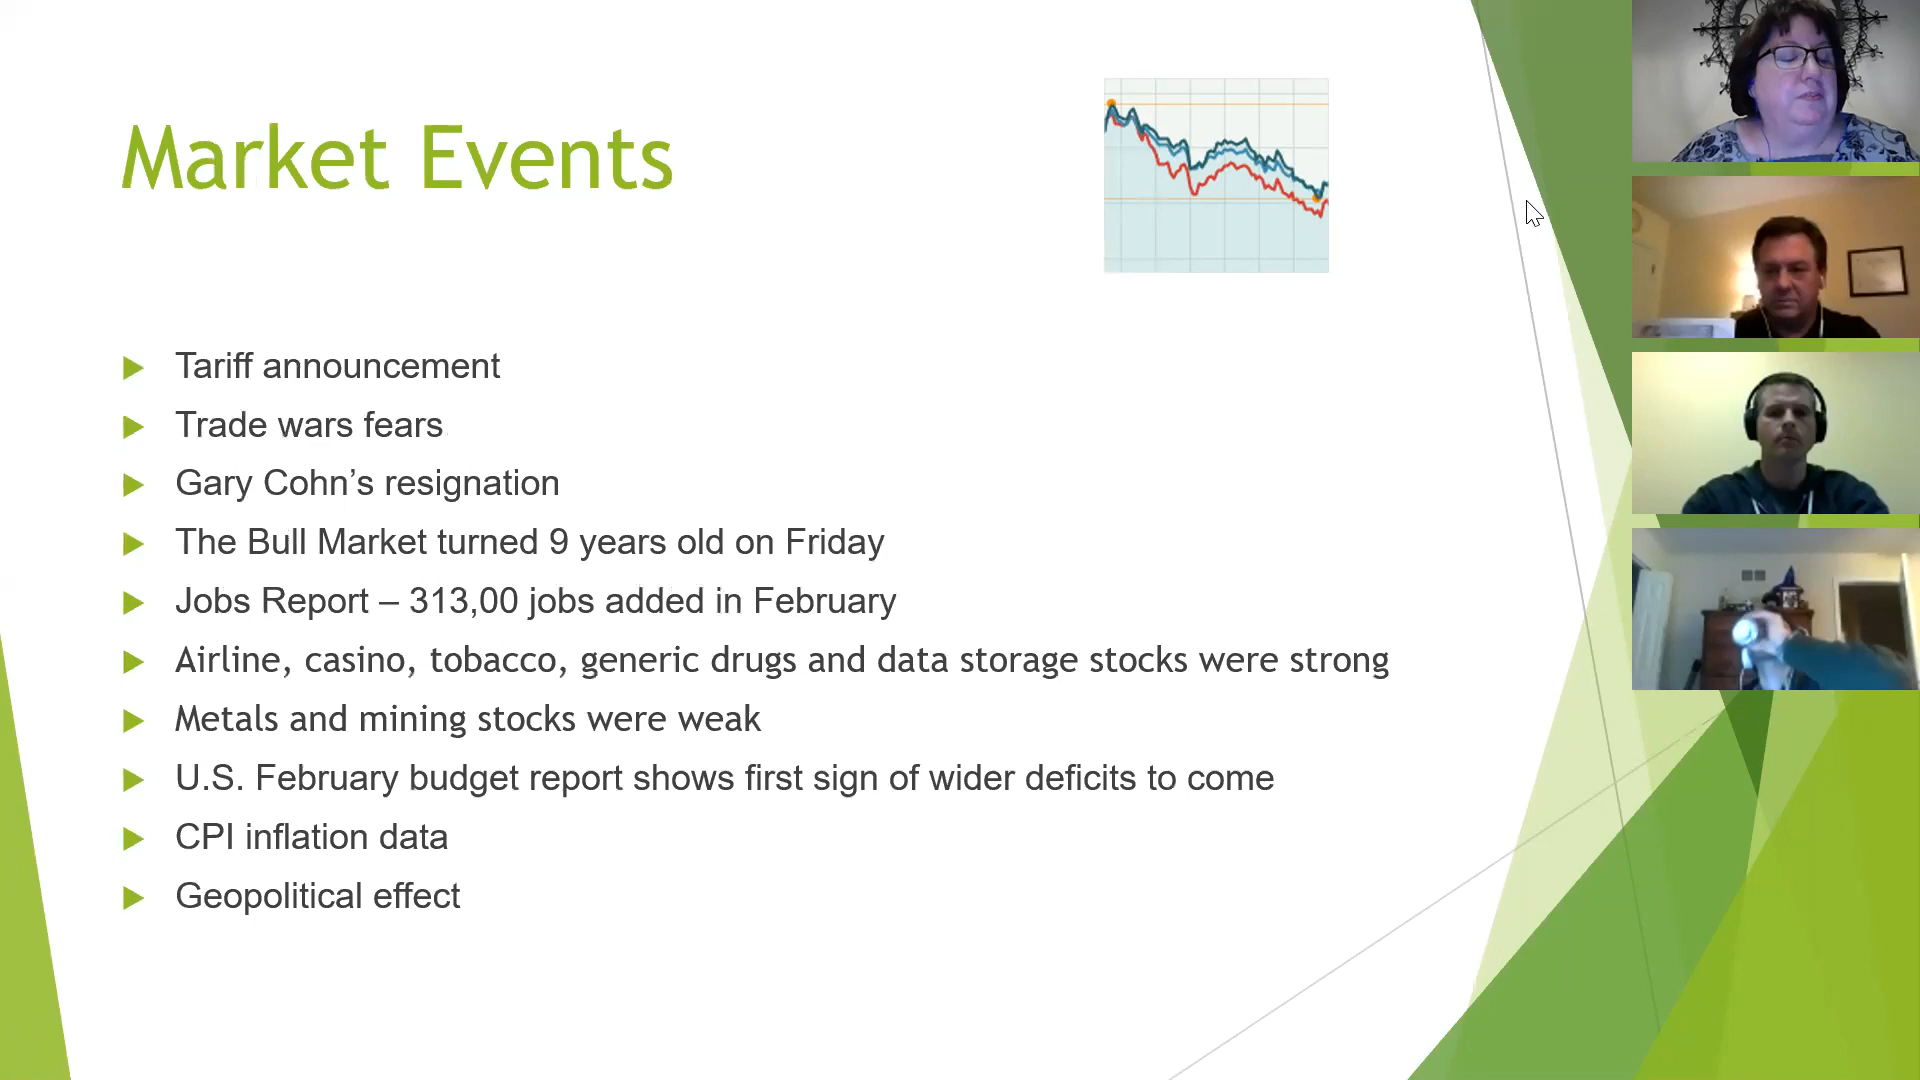 Market Events
Tariff announcement
Trade wars fears
Gary Cohn’s resignation
The Bull Market turned 9 years old on Friday
Jobs Report – 313,00 jobs added in February
Airline, casino, tobacco, generic drugs and data storage stocks were strong
Metals and mining stocks were weak
U.S. February budget report shows first sign of wider deficits to come
CPI inflation data
Geopolitical effect